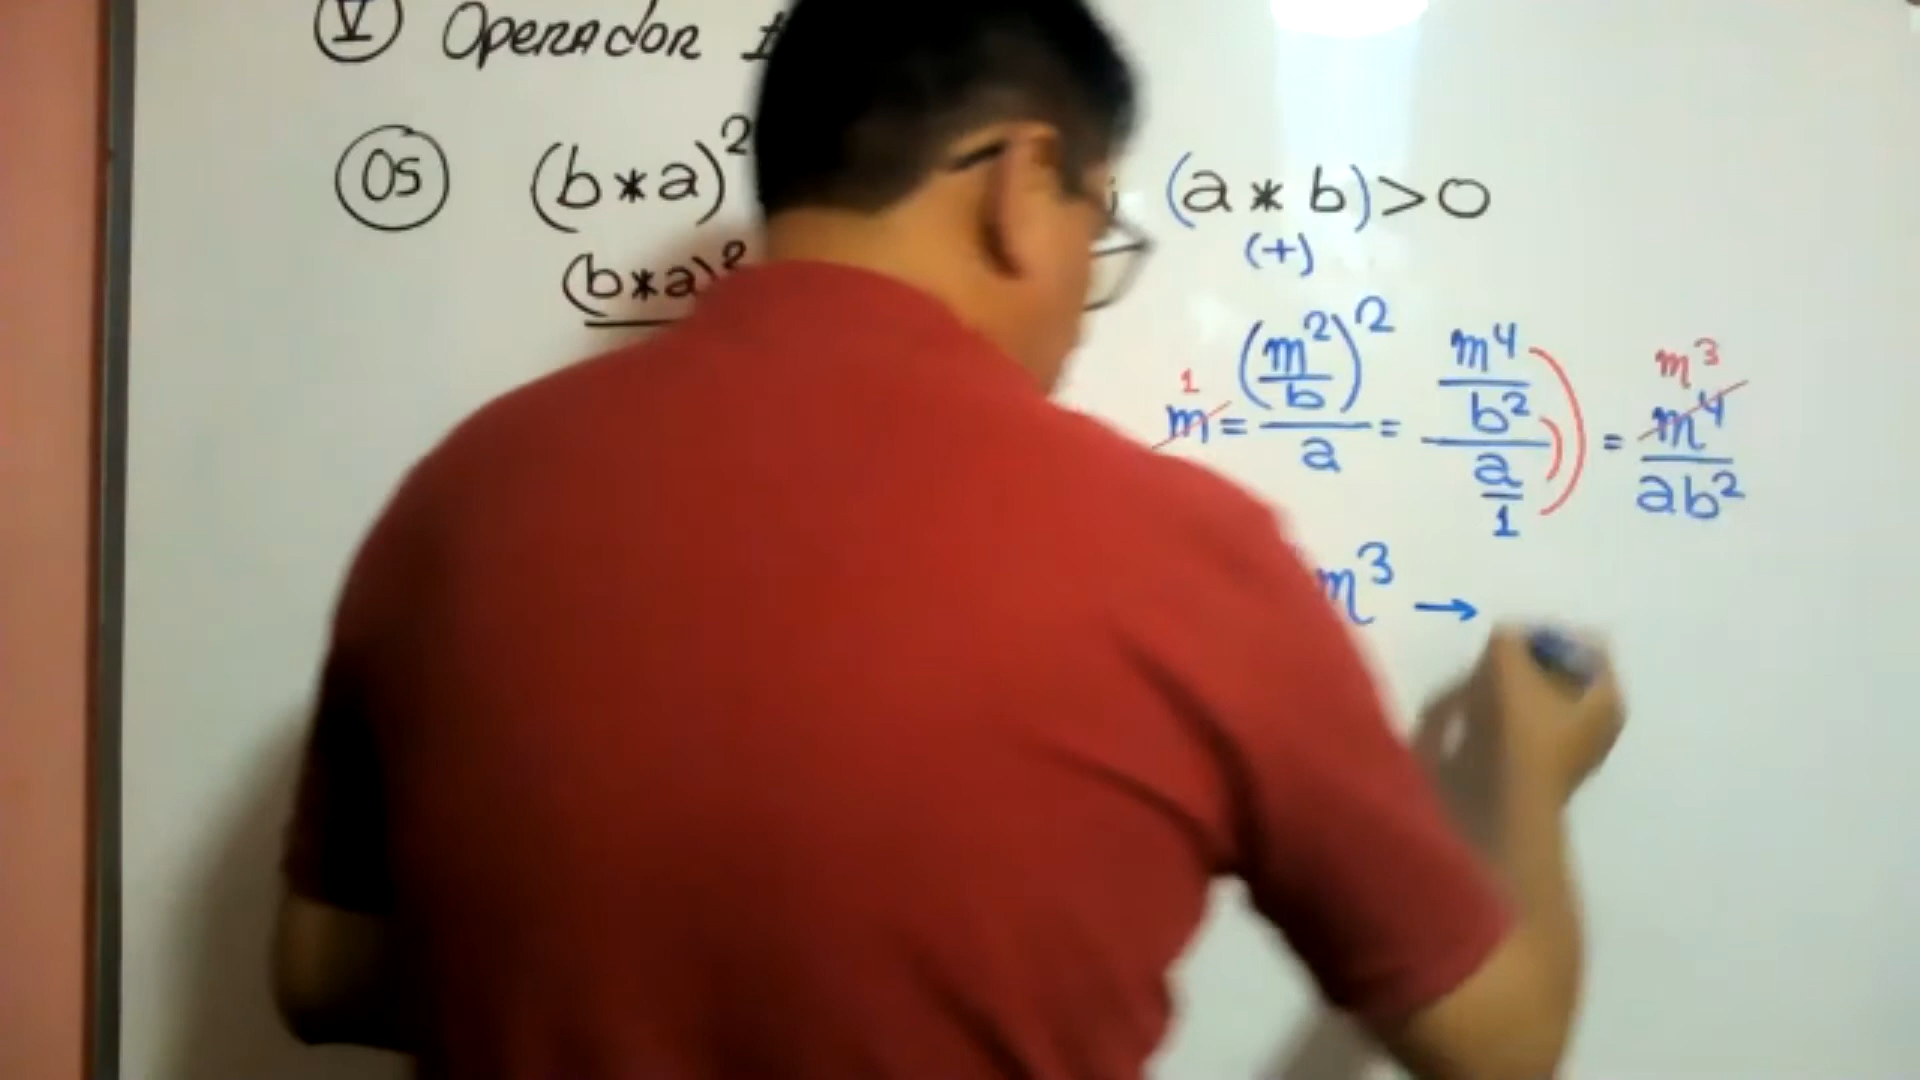 V Operador
05 (b*a)² (a * b)>0
(b*a)² (+)
1 m = (m²/b)²/a = (m⁴/b²)/(a/1) = m³ m⁴/ab²
m³ →